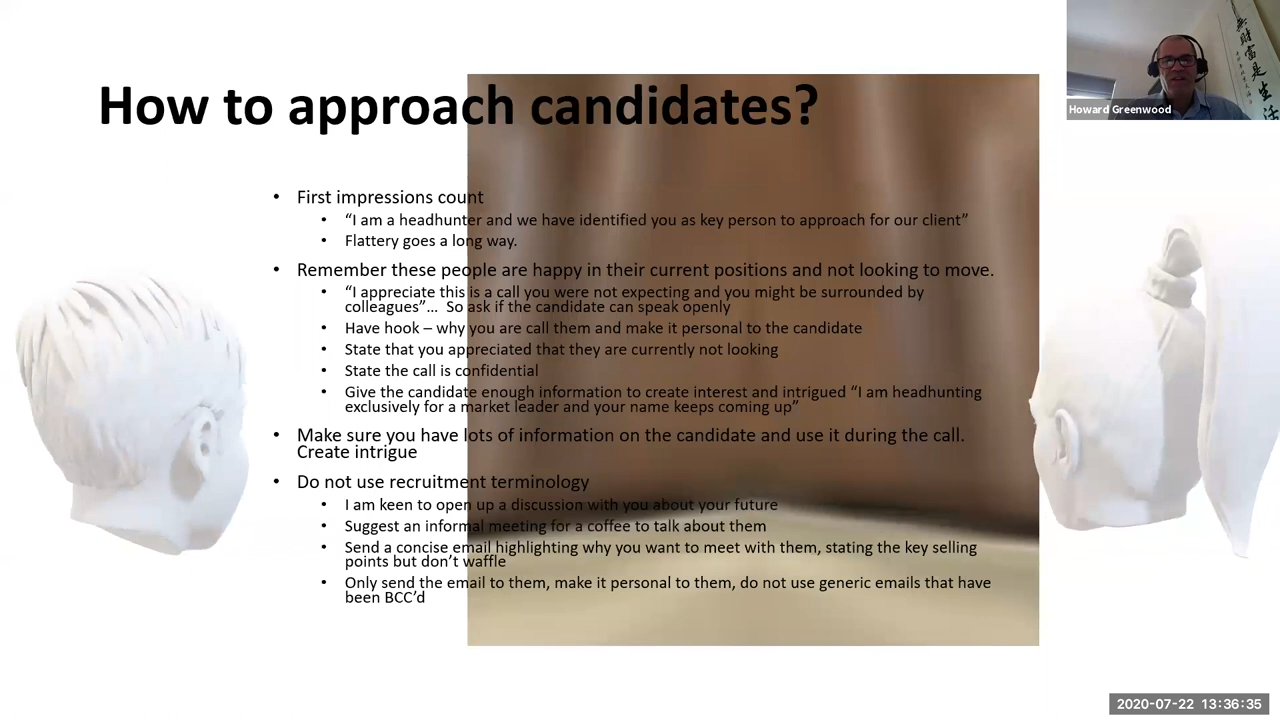 How to approach candidates?
• First impressions count
• “I am a headhunter and we have identified you as key person to approach for our client”
• Flattery goes a long way.
• Remember these people are happy in their current positions and not looking to move.
• “I appreciate this is a call you were not expecting and you might be surrounded by
colleagues”… So ask if the candidate can speak openly
• Have hook – why you are call them and make it personal to the candidate
• State that you appreciated that they are currently not looking
• State the call is confidential
• Give the candidate enough information to create interest and intrigued “I am headhunting
exclusively for a market leader and your name keeps coming up”
• Make sure you have lots of information on the candidate and use it during the call.
Create intrigue
• Do not use recruitment terminology
• I am keen to open up a discussion with you about your future
• Suggest an informal meeting for a coffee to talk about them
• Send a concise email highlighting why you want to meet with them, stating the key selling
points but don’t waffle
• Only send the email to them, make it personal to them, do not use generic emails that have
been BCC’d
財富是生活
Howard Greenwood
2020-07-22 13:36:35